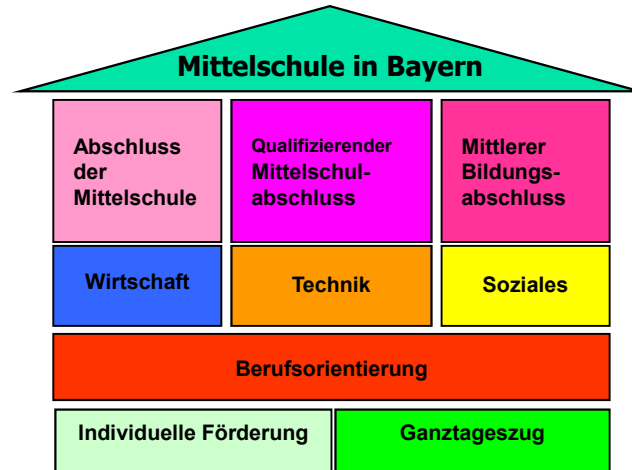 Mittelschule in Bayern
Abschluss
der
Mittelschule
Qualifizierender
Mittelschul-
abschluss
Mittlerer
Bildungs-
abschluss
Wirtschaft
Technik
Soziales
Berufsorientierung
Individuelle Förderung
Ganztageszug